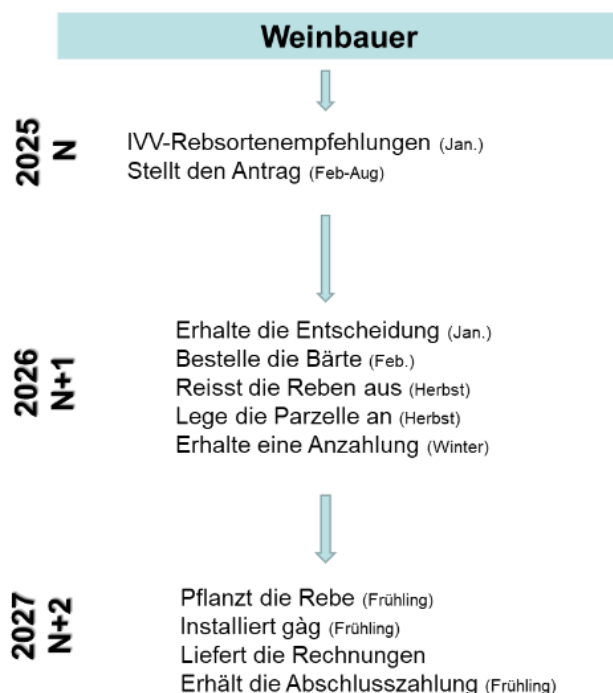 Weinbauer
2025
N
IVV-Rebsortenempfehlungen (Jan.)
Stellt den Antrag (Feb-Aug)
2026
N+1
Erhalte die Entscheidung (Jan.)
Bestelle die Bärte (Feb.)
Reisst die Reben aus (Herbst)
Lege die Parzelle an (Herbst)
Erhalte eine Anzahlung (Winter)
2027
N+2
Pflanzt die Rebe (Frühling)
Installiert gàg (Frühling)
Liefert die Rechnungen
Erhält die Abschlusszahlung (Frühling)